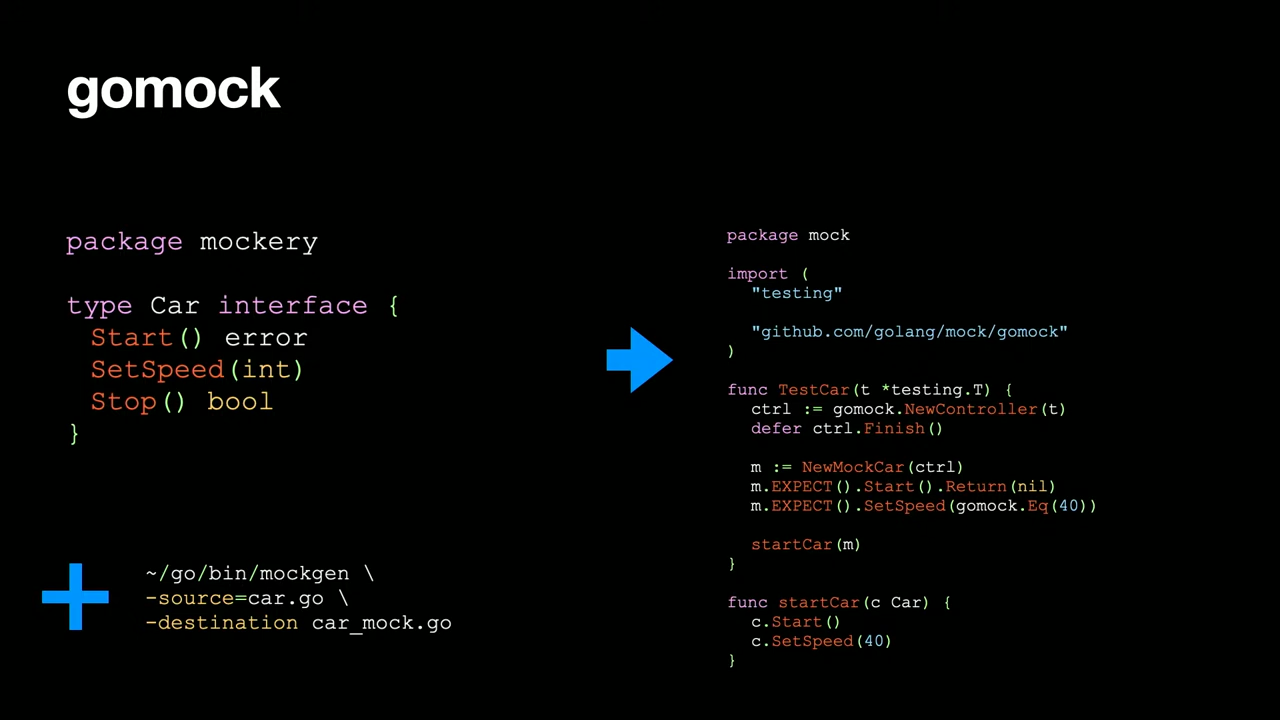 gomock
package mockery
type Car interface {
Start() error
SetSpeed(int)
Stop() bool
}
~/go/bin/mockgen \
-source=car.go \
-destination car_mock.go
package mock
import (
"testing"
"github.com/golang/mock/gomock"
)
func TestCar(t *testing.T) {
ctrl := gomock.NewController(t)
defer ctrl.Finish()
m := NewMockCar(ctrl)
m.EXPECT().Start().Return(nil)
m.EXPECT().SetSpeed(gomock.Eq(40))
startCar(m)
}
func startCar(c Car) {
c.Start()
c.SetSpeed(40)
}